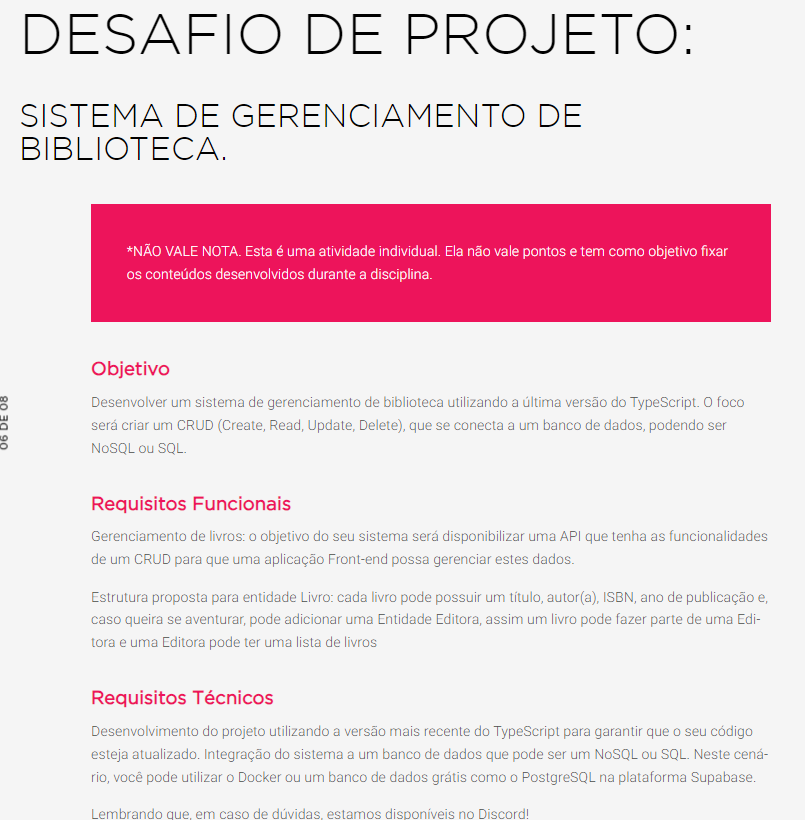 DESAFIO DE PROJETO:
SISTEMA DE GERENCIAMENTO DE
BIBLIOTECA.
*NÃO VALE NOTA. Esta é uma atividade individual. Ela não vale pontos e tem como objetivo fixar
os conteúdos desenvolvidos durante a disciplina.
Objetivo
Desenvolver um sistema de gerenciamento de biblioteca utilizando a última versão do TypeScript. O foco
será criar um CRUD (Create, Read, Update, Delete), que se conecta a um banco de dados, podendo ser
NoSQL ou SQL.
06 DE 08
Requisitos Funcionais
Gerenciamento de livros: o objetivo do seu sistema será disponibilizar uma API que tenha as funcionalidades
de um CRUD para que uma aplicação Front-end possa gerenciar estes dados.
Estrutura proposta para entidade Livro: cada livro pode possuir um título, autor(a), ISBN, ano de publicação e,
caso queira se aventurar, pode adicionar uma Entidade Editora, assim um livro pode fazer parte de uma Edi-
tora e uma Editora pode ter uma lista de livros
Requisitos Técnicos
Desenvolvimento do projeto utilizando a versão mais recente do TypeScript para garantir que o seu código
esteja atualizado. Integração do sistema a um banco de dados que pode ser um NoSQL ou SQL. Neste cená-
rio, você pode utilizar o Docker ou um banco de dados grátis como o PostgreSQL na plataforma Supabase.
Lembrando que, em caso de dúvidas, estamos disponíveis no Discord!